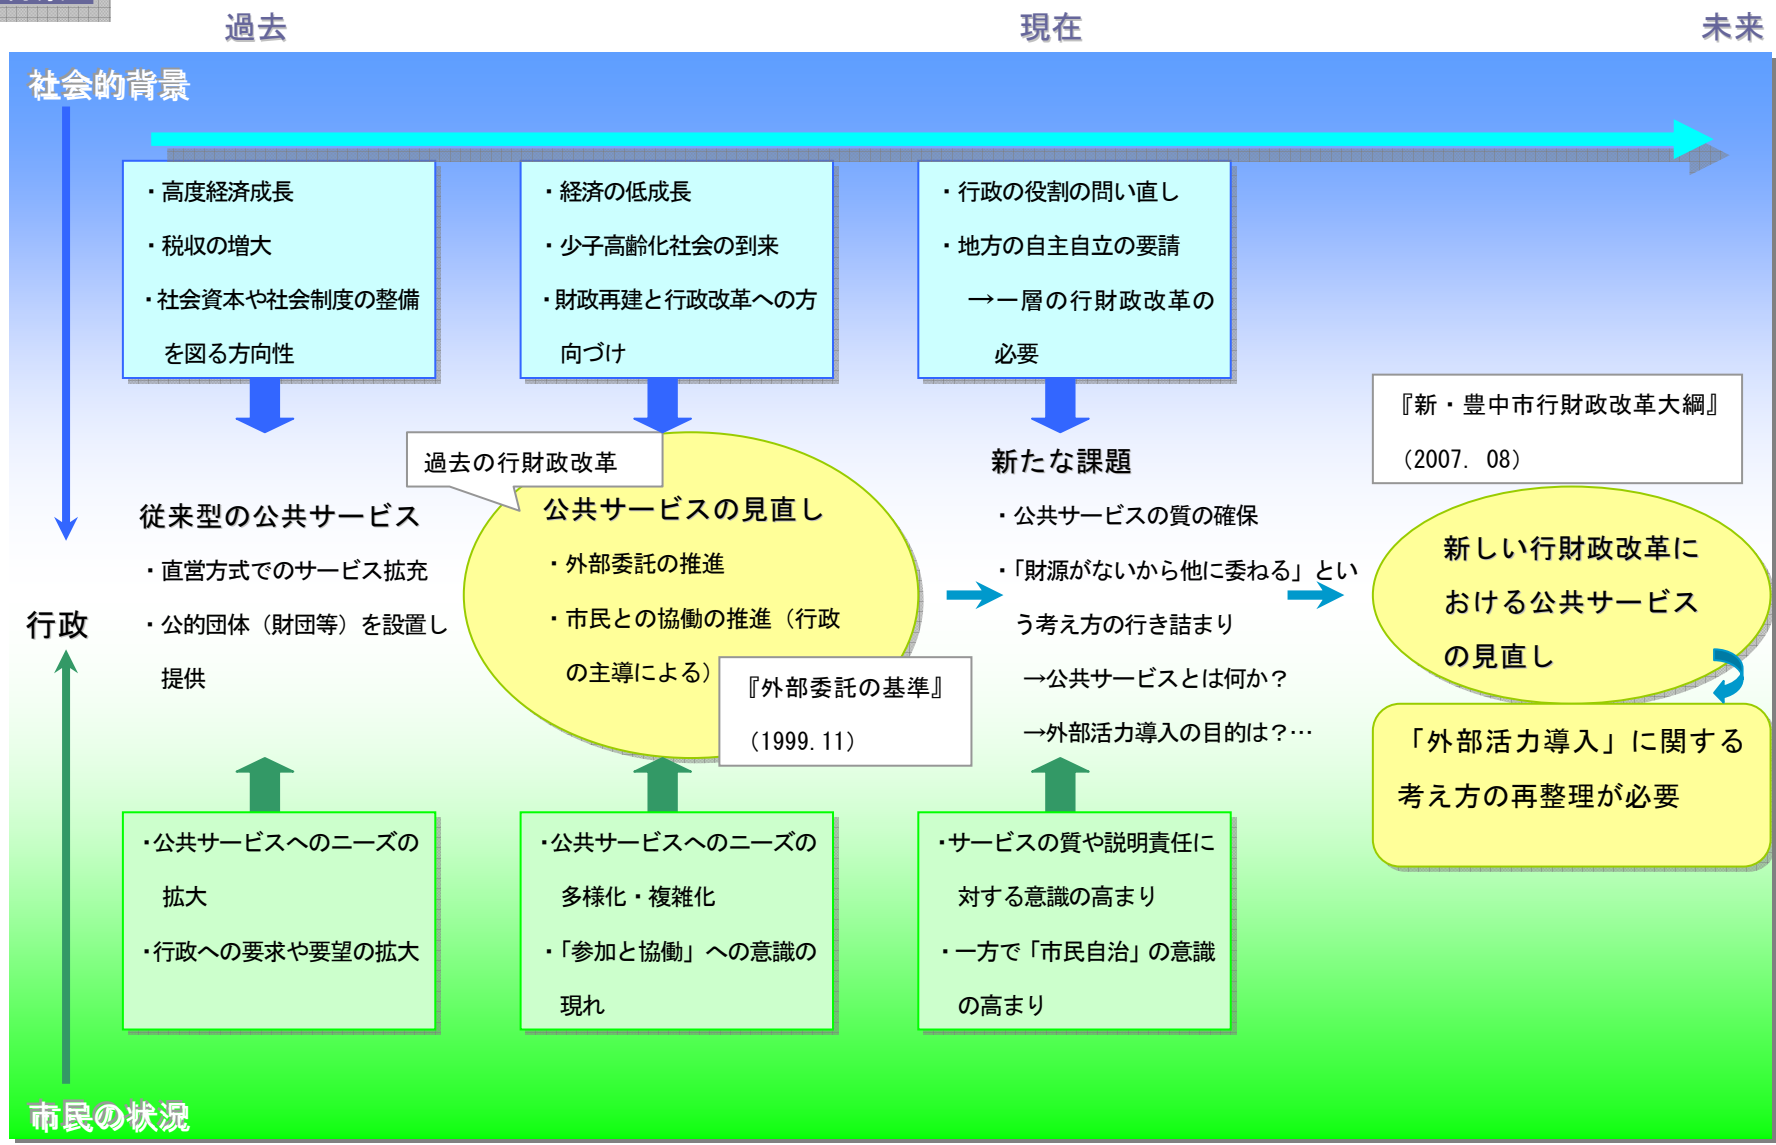 過去
現在
未来
社会的背景
・高度経済成長
・税収の増大
・社会資本や社会制度の整備
を図る方向性
・経済の低成長
・少子高齢化社会の到来
・財政再建と行政改革への方
向づけ
・行政の役割の問い直し
・地方の自主自立の要請
→一層の行財政改革の
必要
行政
従来型の公共サービス
・直営方式でのサービス拡充
・公的団体（財団等）を設置し
提供
過去の行財政改革
公共サービスの見直し
・外部委託の推進
・市民との協働の推進（行政
の主導による）
『外部委託の基準』
（1999.11）
新たな課題
・公共サービスの質の確保
・「財源がないから他に委ねる」とい
う考え方の行き詰まり
→公共サービスとは何か？
→外部活力導入の目的は？…
『新・豊中市行財政改革大綱』
（2007. 08）
新しい行財政改革に
おける公共サービス
の見直し
「外部活力導入」に関する
考え方の再整理が必要
・公共サービスへのニーズの
拡大
・行政への要求や要望の拡大
・公共サービスへのニーズの
多様化・複雑化
・「参加と協働」への意識の
現れ
・サービスの質や説明責任に
対する意識の高まり
・一方で「市民自治」の意識
の高まり
市民の状況